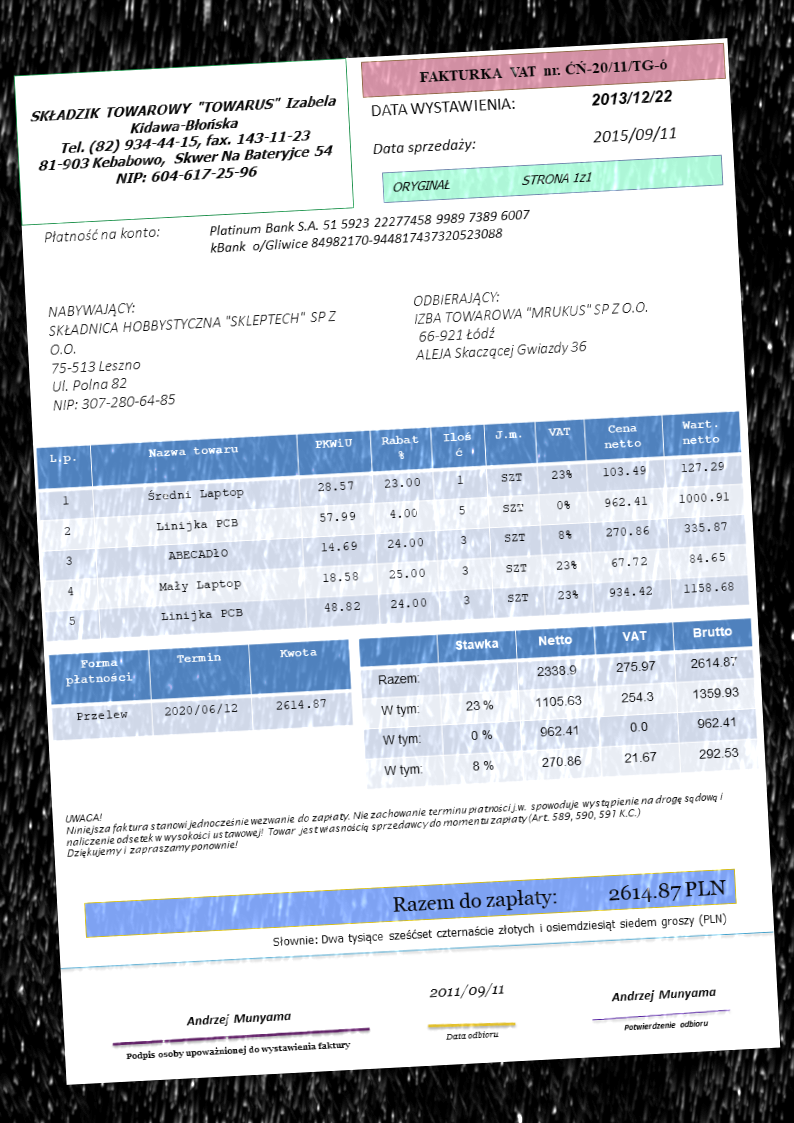 SKŁADZIK TOWAROWY "TOWARUS" Izabela
Kidawa-Błońska
Tel. (82) 934-44-15, fax. 143-11-23
81-903 Kebabowo, Skwer Na Bateryjce 54
NIP: 604-617-25-96
FAKTURKA VAT nr. ĆŃ-20/11/TG-6
DATA WYSTAWIENIA: 2013/12/22
Data sprzedaży: 2015/09/11
ORYGINAŁ STRONA 1z1
Płatność na konto: Platinum Bank S.A. 51 5923 22277458 9989 7389 6007
kBank o/Gliwice 84982170-944817437320523088
NABYWAJĄCY:
SKŁADNICA HOBBYSTYCZNA "SKLEPTECH" SP Z
O.O.
75-513 Leszno
Ul. Polna 82
NIP: 307-280-64-85
ODBIERAJĄCY:
IZBA TOWAROWA "MRUKUS" SP Z O.O.
66-921 Łódź
ALEJA Skaczącej Gwiazdy 36
L.p. Nazwa towaru PKWiU Rabat % Ilość J.m. VAT Cena netto Wart. netto
1 Średni Laptop 28.57 23.00 1 SZT 23% 103.49 127.29
2 Linijka PCB 57.99 4.00 5 SZT 0% 962.41 1000.91
3 ABECADŁO 14.69 24.00 3 SZT 8% 270.86 335.87
4 Mały Laptop 18.58 25.00 3 SZT 23% 67.72 84.65
5 Linijka PCB 48.82 24.00 3 SZT 23% 934.42 1158.68
Forma płatności Termin Kwota
Przelew 2020/06/12 2614.87
Stawka Netto VAT Brutto
Razem: 2338.9 275.97 2614.87
W tym: 23 % 1105.63 254.3 1359.93
W tym: 0 % 962.41 0.0 962.41
W tym: 8 % 270.86 21.67 292.53
UWAGA!
Niniejsza faktura stanowi jednocześnie wezwanie do zapłaty. Nie zachowanie terminu płatności j.w. spowoduje wystąpienie na drogę sądową i
naliczenie odsetek w wysokości ustawowej! Towar jest własnością sprzedawcy do momentu zapłaty (Art. 589, 590, 591 K.C.)
Dziękujemy i zapraszamy ponownie!
Razem do zapłaty: 2614.87 PLN
Słownie: Dwa tysiące sześćset czternaście złotych i osiemdziesiąt siedem groszy (PLN)
Andrzej Munyama
Podpis osoby upoważnionej do wystawienia faktury
2011/09/11
Data odbioru
Andrzej Munyama
Potwierdzenie odbioru